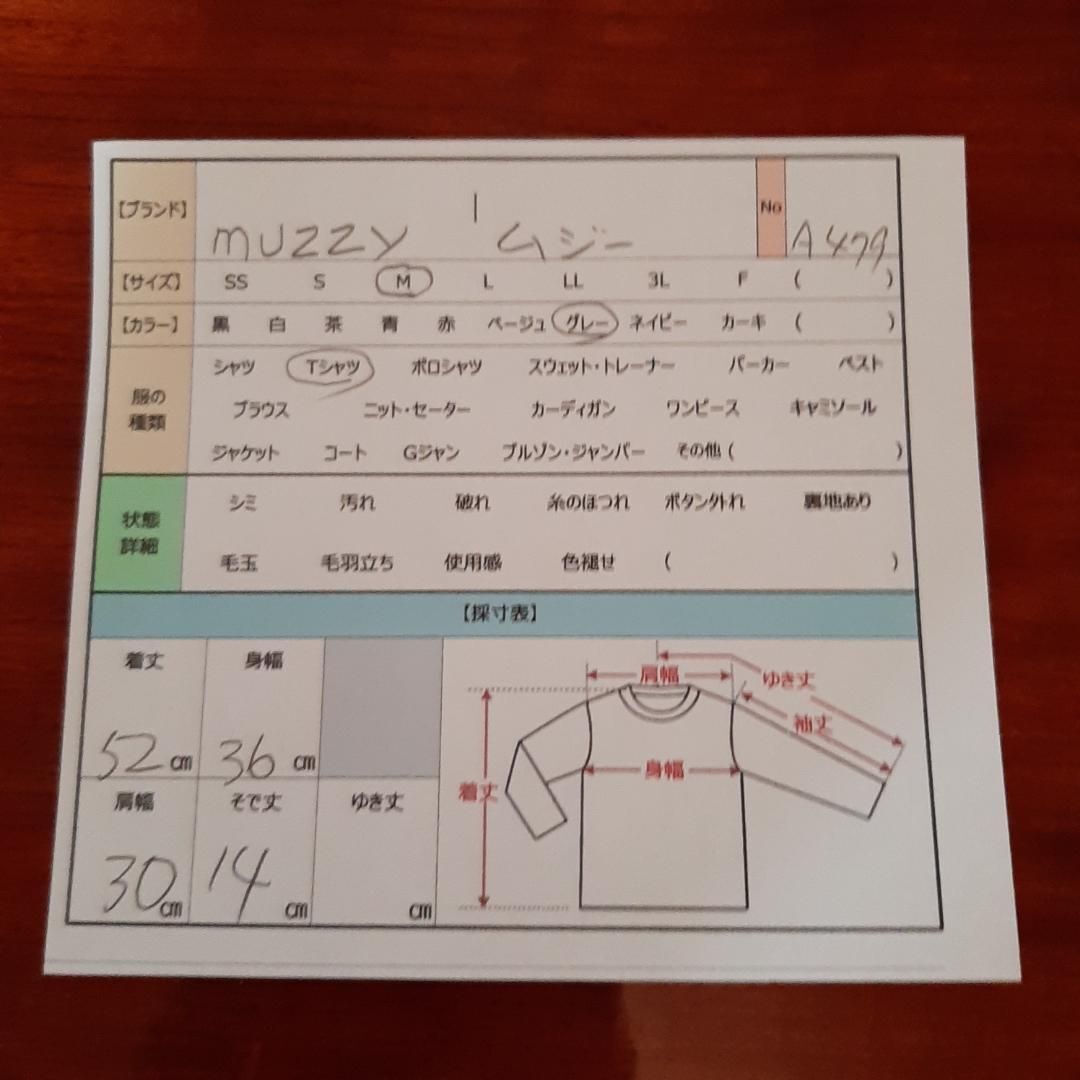 【ブランド】 muzzy | ムジー No A479
【サイズ】 SS S M L LL 3L F ( )
【カラー】 黒 白 茶 青 赤 ベージュ グレー ネイビー カーキ ( )
服の種類 シャツ Tシャツ ポロシャツ スウェット・トレーナー パーカー ベスト
ブラウス ニット・セーター カーディガン ワンピース キャミソール
ジャケット コート Gジャン ブルゾン・ジャンパー その他 ( )
状態詳細 シミ 汚れ 破れ 糸のほつれ ボタン外れ 裏地あり
毛玉 毛羽立ち 使用感 色褪せ ( )
【採寸表】
着丈 身幅
52 cm 36 cm
肩幅 そで丈 ゆき丈
30 cm 14 cm cm
肩幅 ゆき丈
袖丈
身幅
着丈